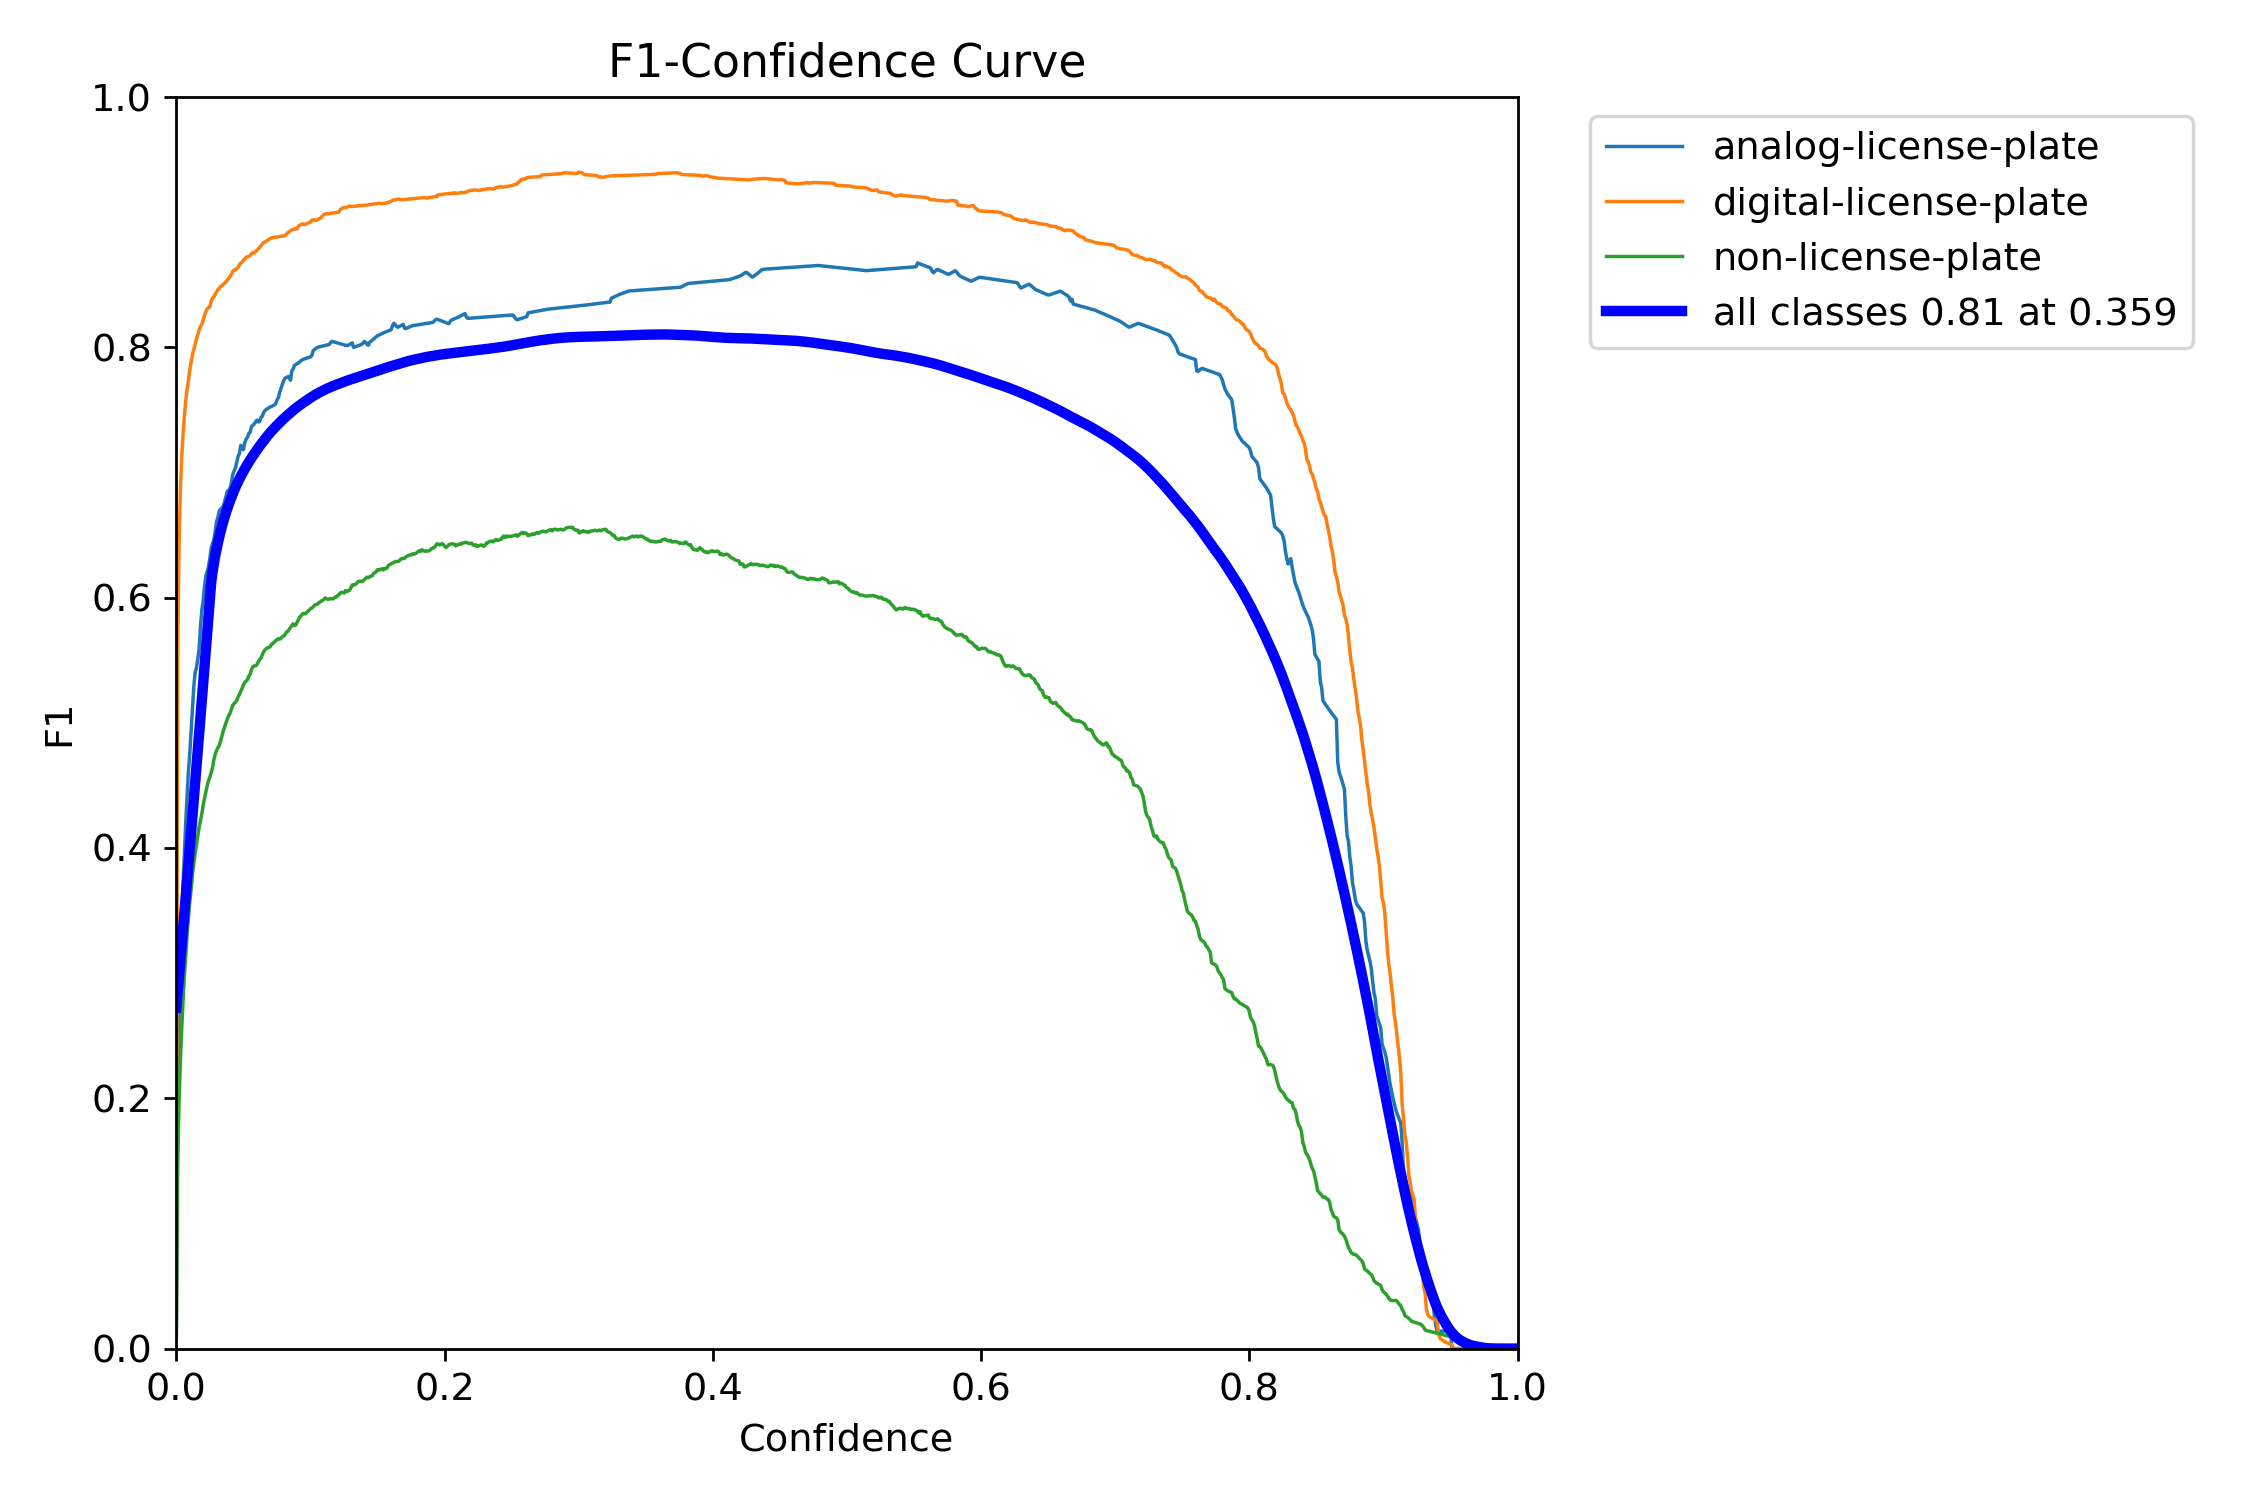 F1-Confidence Curve
1.0
0.8
0.6
0.4
0.2
0.0
F1
0.0 0.2 0.4 0.6 0.8 1.0
Confidence
analog-license-plate
digital-license-plate
non-license-plate
all classes 0.81 at 0.359